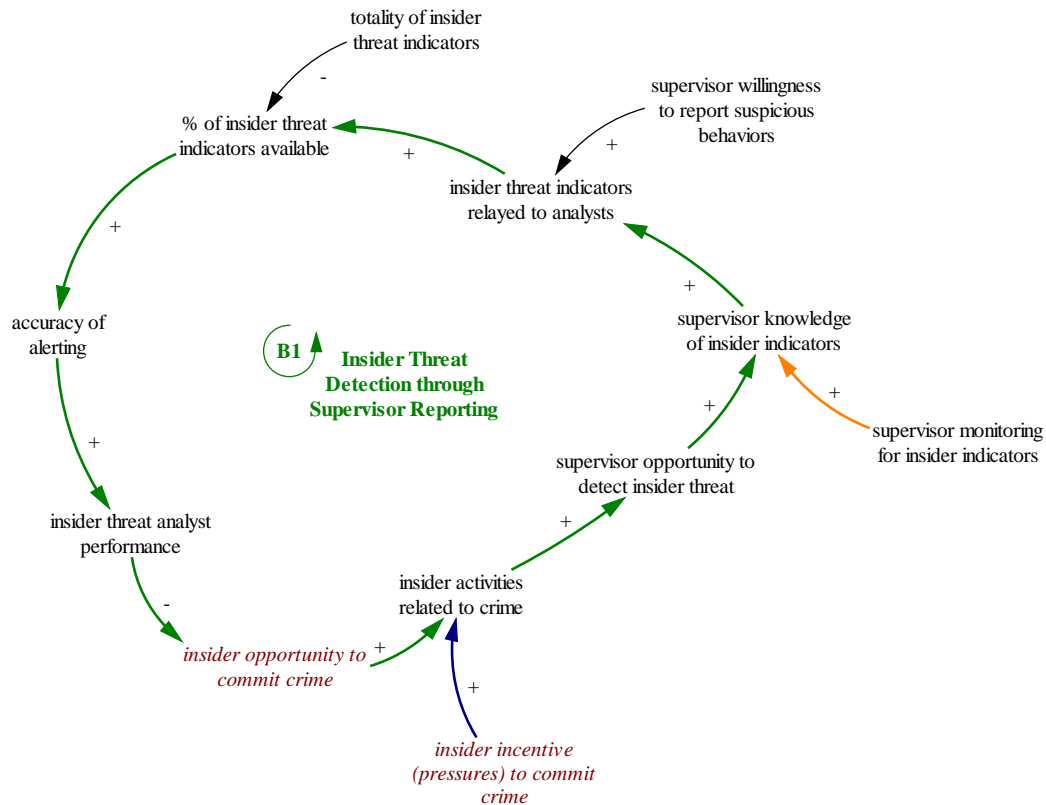 totality of insider
threat indicators
-
supervisor willingness
to report suspicious
behaviors
% of insider threat
indicators available
+
+
insider threat indicators
relayed to analysts
+
+
accuracy of
alerting
supervisor knowledge
of insider indicators
B1
Insider Threat
Detection through
Supervisor Reporting
+
+
supervisor monitoring
for insider indicators
+
supervisor opportunity to
detect insider threat
insider threat analyst
performance
+
insider activities
related to crime
-
+
insider opportunity to
commit crime
+
insider incentive
(pressures) to commit
crime